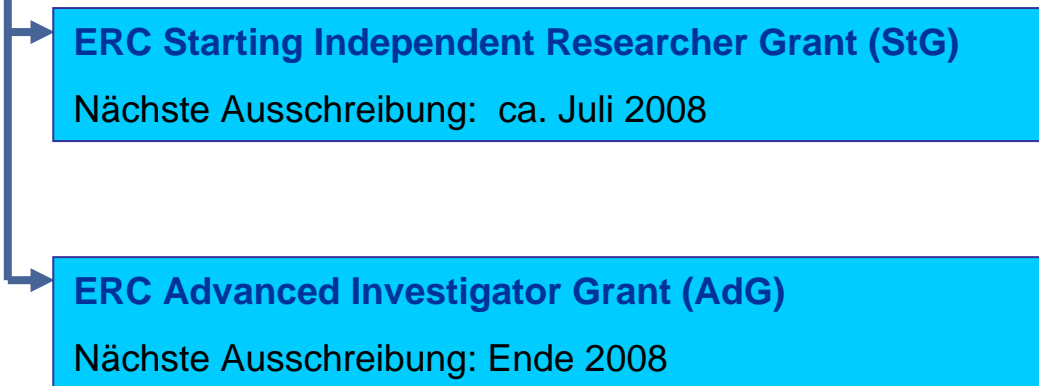 ERC Starting Independent Researcher Grant (StG)
Nächste Ausschreibung:  ca. Juli 2008
ERC Advanced Investigator Grant (AdG)
Nächste Ausschreibung: Ende 2008